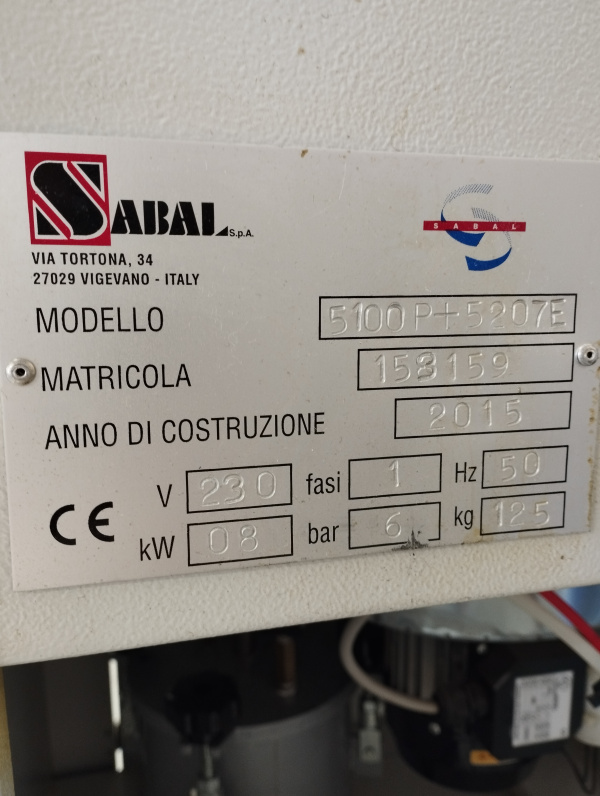 SABAL S.p.A.
SABAL
VIA TORTONA, 34
27029 VIGEVANO - ITALY
MODELLO 5100P+5207E
MATRICOLA 153159
ANNO DI COSTRUZIONE 2015
CE V 230 fasi 1 Hz 50
kW 08 bar 6 kg 125